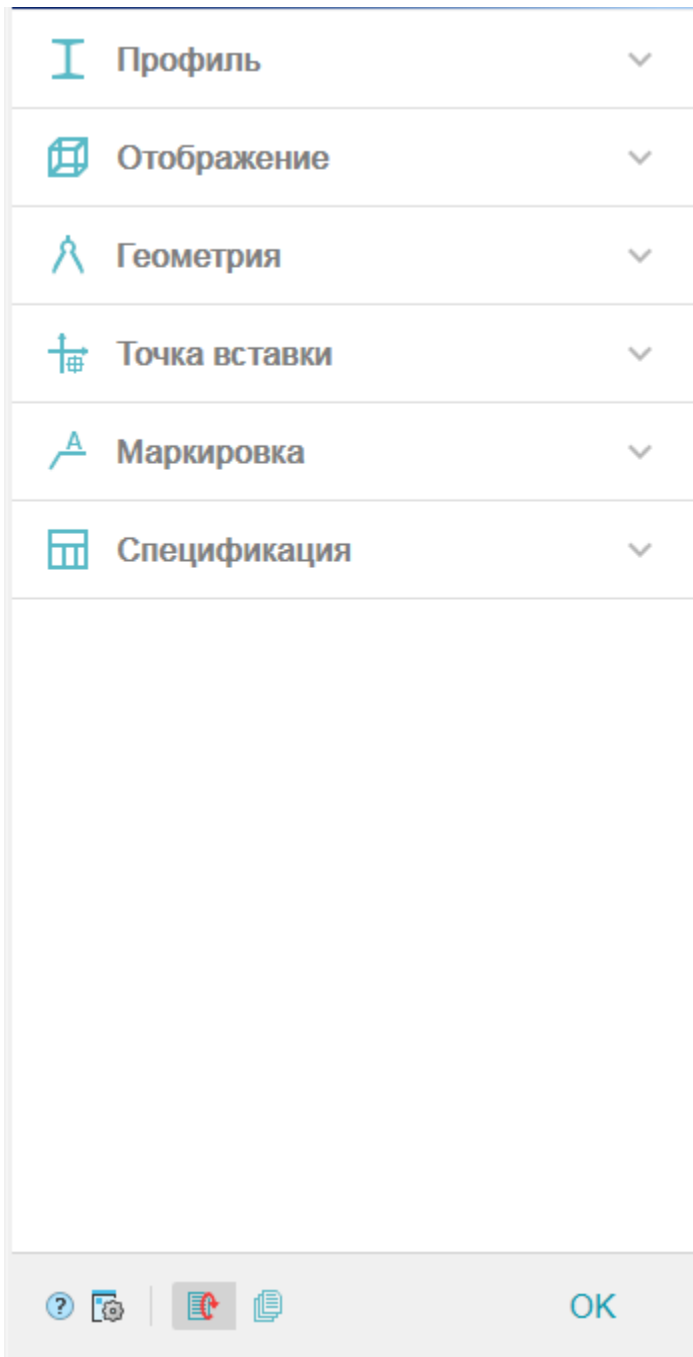 Профиль
Отображение
Геометрия
Точка вставки
A
Маркировка
Спецификация
?
OK